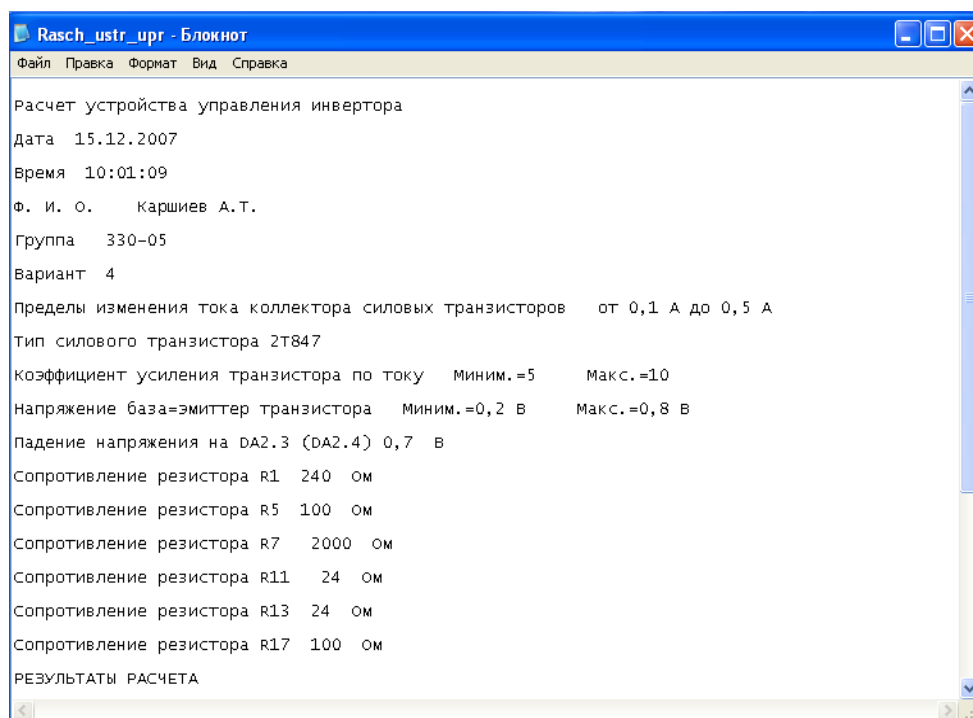 Rasch_ustr_upr - Блокнот
Файл Правка Формат Вид Справка
Расчет устройства управления инвертора
Дата 15.12.2007
Время 10:01:09
Ф. И. О. Каршиев А.Т.
Группа 330-05
Вариант 4
Пределы изменения тока коллектора силовых транзисторов от 0,1 А до 0,5 А
Тип силового транзистора 2Т847
Коэффициент усиления транзистора по току Миним.=5 Макс.=10
Напряжение база=эмиттер транзистора Миним.=0,2 В Макс.=0,8 В
Падение напряжения на DA2.3 (DA2.4) 0,7 В
Сопротивление резистора R1 240 Ом
Сопротивление резистора R5 100 Ом
Сопротивление резистора R7 2000 Ом
Сопротивление резистора R11 24 Ом
Сопротивление резистора R13 24 Ом
Сопротивление резистора R17 100 Ом
РЕЗУЛЬТАТЫ РАСЧЕТА